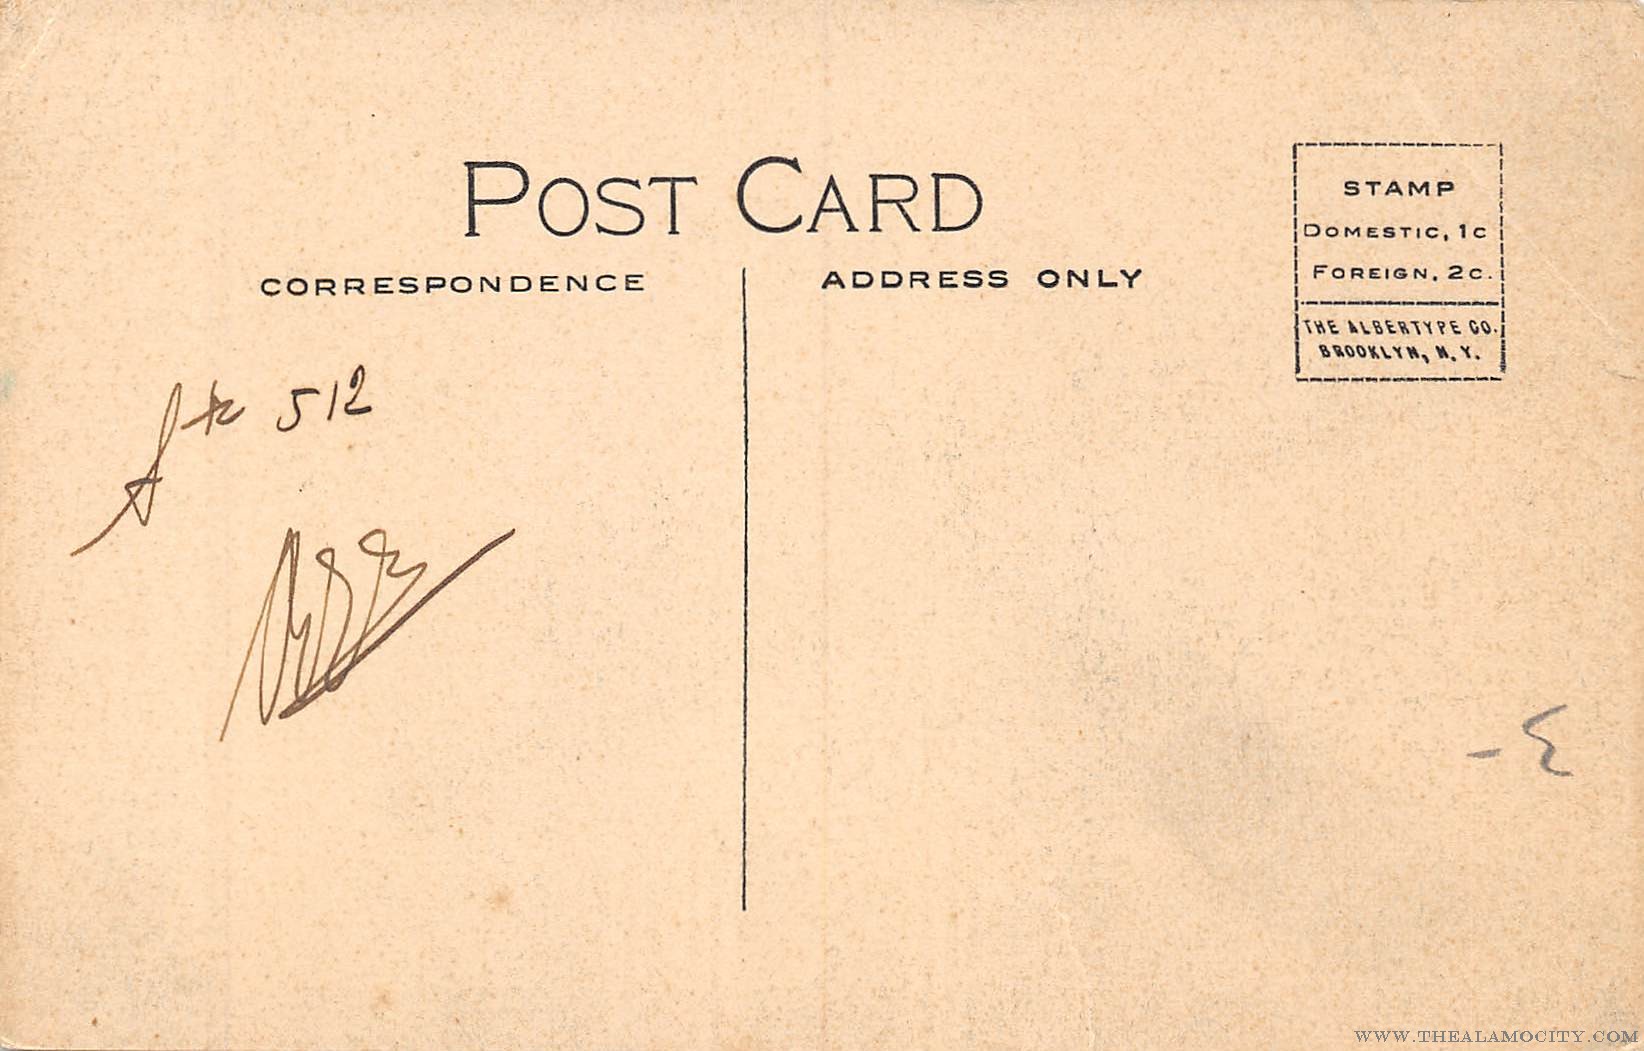 POST CARD
CORRESPONDENCE
ADDRESS ONLY
STAMP
DOMESTIC, 1C
FOREIGN, 2C.
THE ALBERTYPE CO.
BROOKLYN, N. Y.
512
WWW.THEALAMOCITY.COM